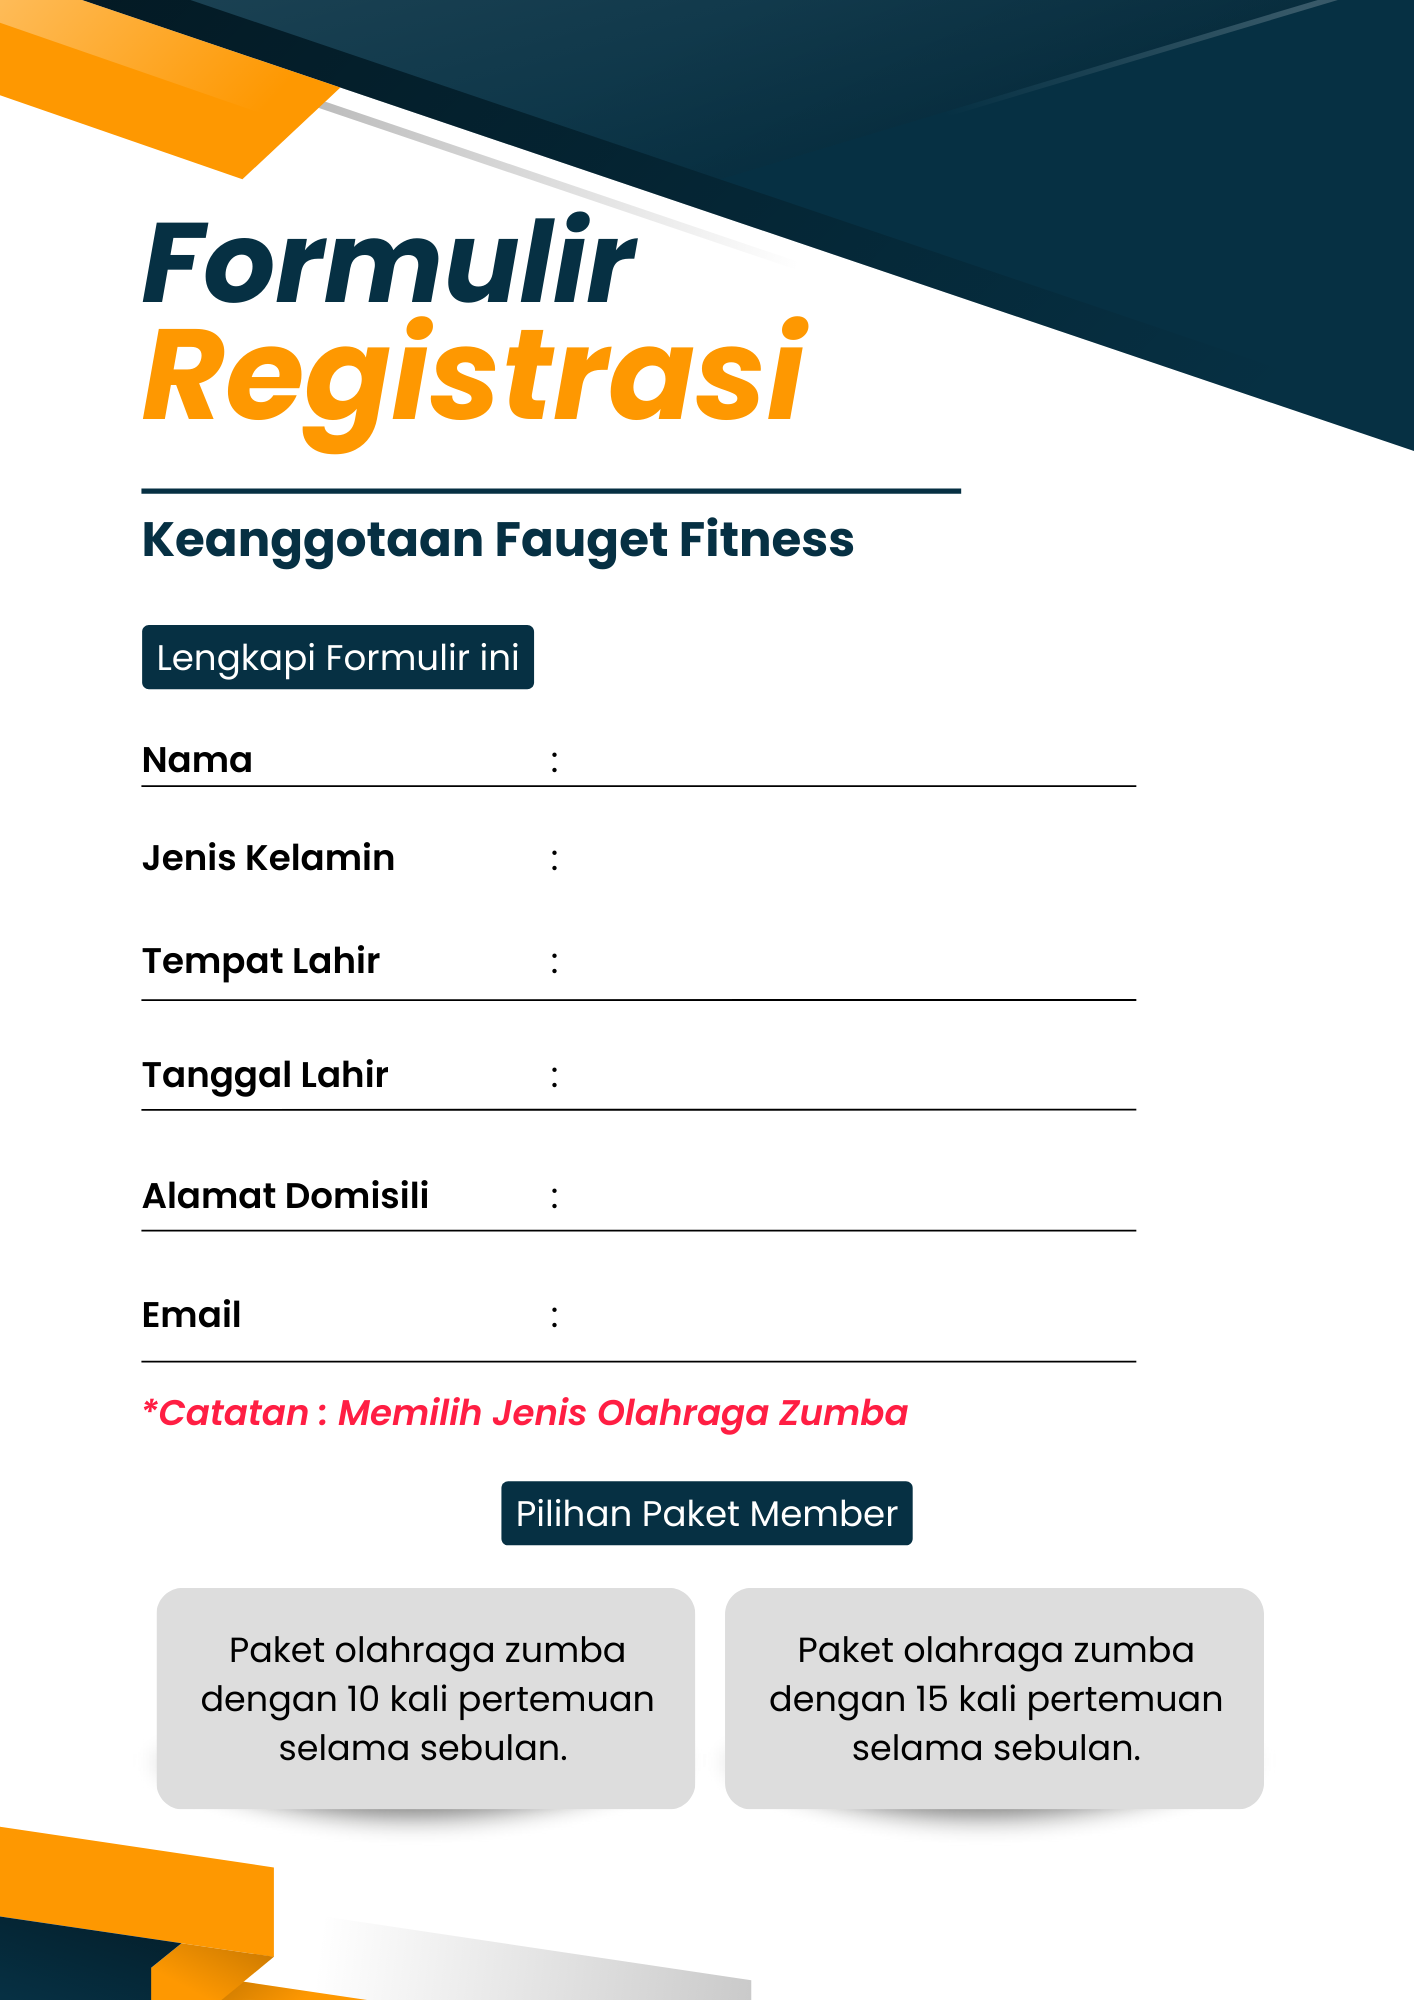 Formulir
Registrasi
Keanggotaan Fauget Fitness
Lengkapi Formulir ini
Nama :
Jenis Kelamin :
Tempat Lahir :
Tanggal Lahir :
Alamat Domisili :
Email :
*Catatan : Memilih Jenis Olahraga Zumba
Pilihan Paket Member
Paket olahraga zumba
dengan 10 kali pertemuan
selama sebulan.
Paket olahraga zumba
dengan 15 kali pertemuan
selama sebulan.